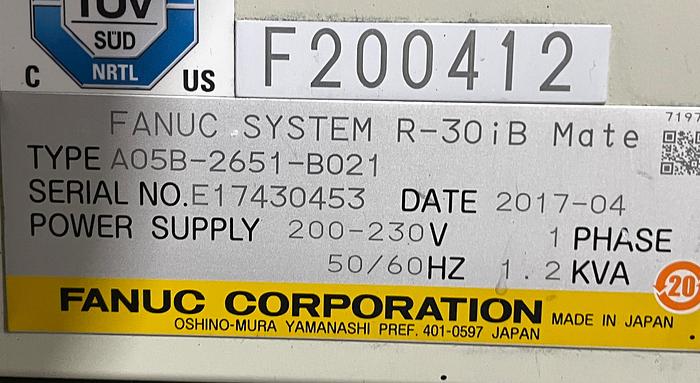 TÜV
SÜD
NRTL
C US
F200412
7197
FANUC SYSTEM R-30iB Mate
TYPE A05B-2651-B021
SERIAL NO.E17430453 DATE 2017-04
POWER SUPPLY 200-230V 1 PHASE
50/60HZ 1.2KVA
20
FANUC CORPORATION MADE IN JAPAN
OSHINO-MURA YAMANASHI PREF. 401-0597 JAPAN